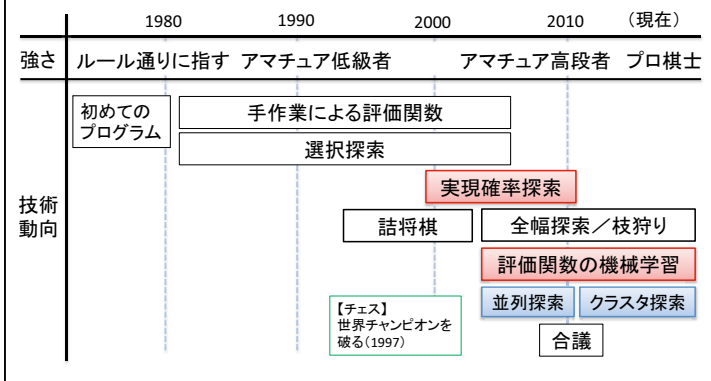 1980 1990 2000 2010 (現在)
強さ ルール通りに指す アマチュア低級者 アマチュア高段者 プロ棋士
初めての
プログラム
手作業による評価関数
選択探索
実現確率探索
技術
動向
詰将棋
全幅探索／枝狩り
評価関数の機械学習
並列探索
クラスタ探索
【チェス】
世界チャンピオンを
破る(1997)
合議